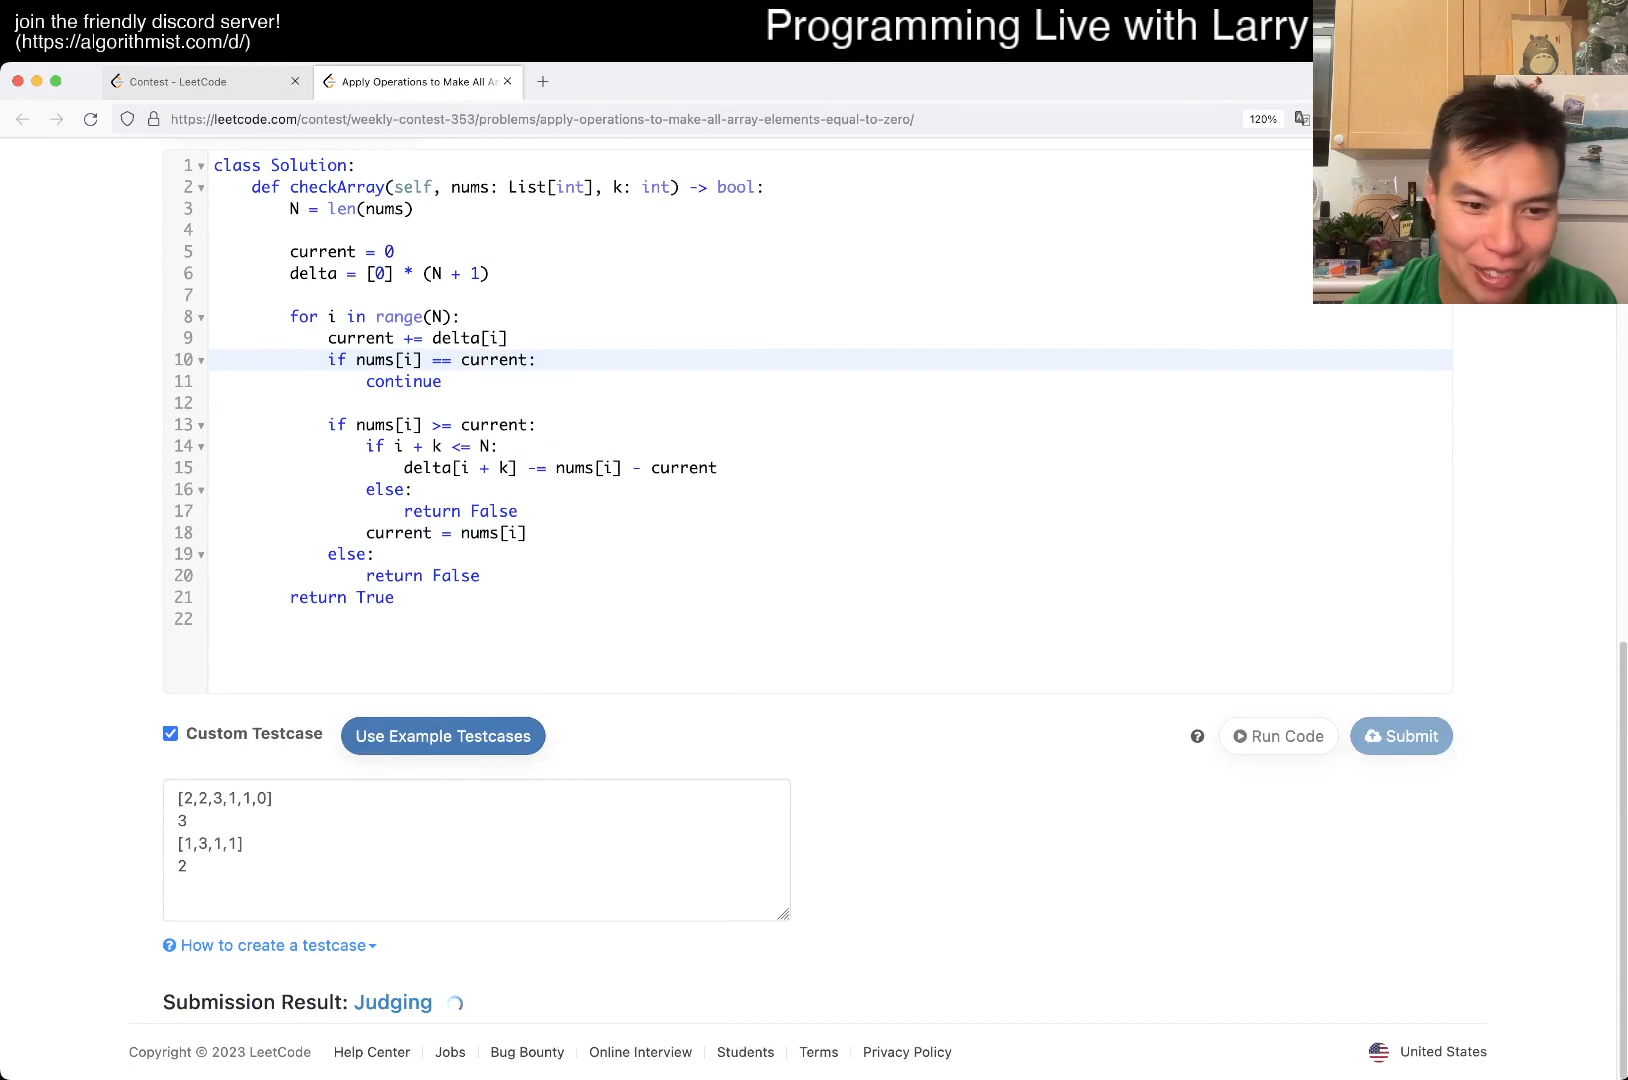 join the friendly discord server!
(https://algorithmist.com/d/)
Programming Live with Larry
Contest - LeetCode
Apply Operations to Make All Ar
https://leetcode.com/contest/weekly-contest-353/problems/apply-operations-to-make-all-array-elements-equal-to-zero/
120%
1 class Solution:
2 def checkArray(self, nums: List[int], k: int) -> bool:
3 N = len(nums)
4
5 current = 0
6 delta = [0] * (N + 1)
7
8 for i in range(N):
9 current += delta[i]
10 if nums[i] == current:
11 continue
12
13 if nums[i] >= current:
14 if i + k <= N:
15 delta[i + k] -= nums[i] - current
16 else:
17 return False
18 current = nums[i]
19 else:
20 return False
21 return True
22
Custom Testcase
Use Example Testcases
? Run Code Submit
[2,2,3,1,1,0]
3
[1,3,1,1]
2
? How to create a testcase
Submission Result: Judging
Copyright © 2023 LeetCode Help Center Jobs Bug Bounty Online Interview Students Terms Privacy Policy United States